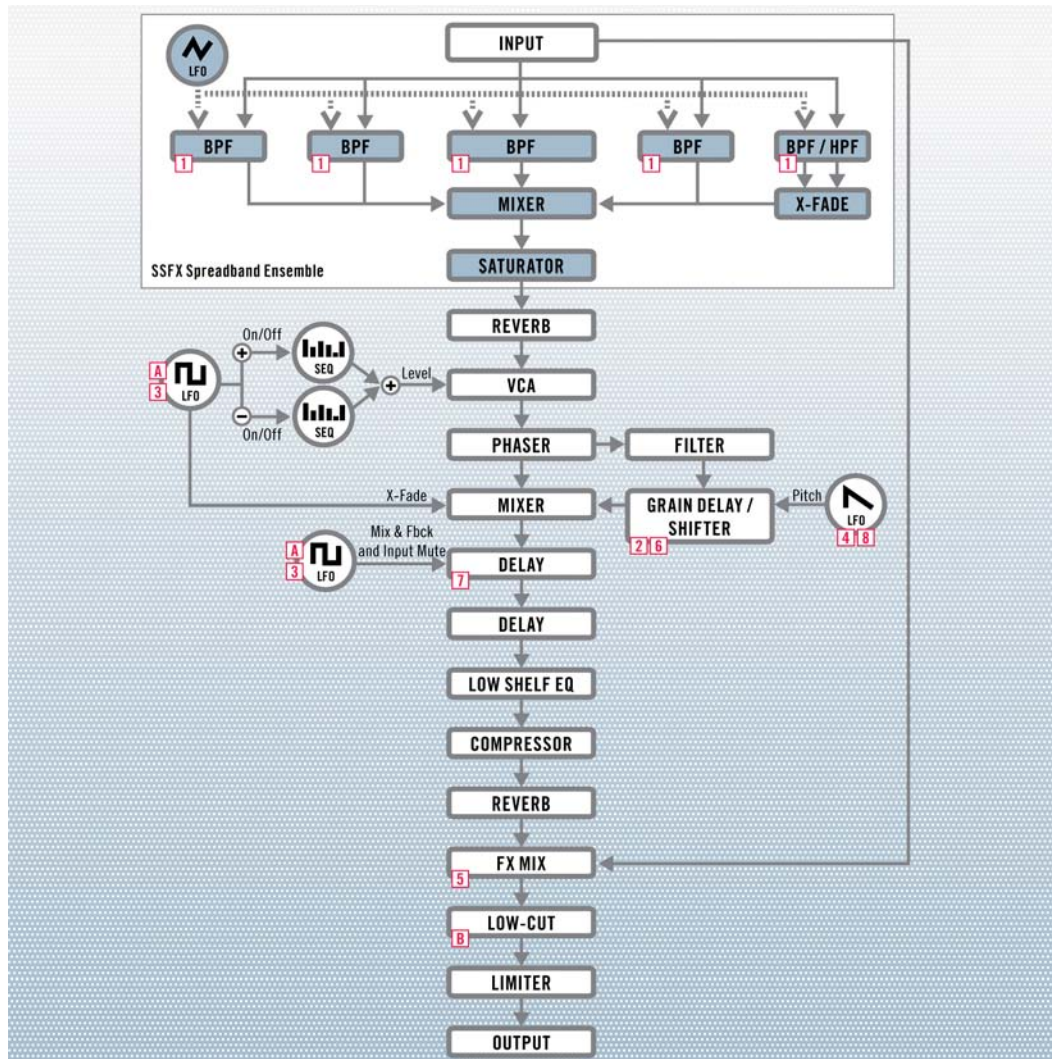 INPUT
LFO
BPF
BPF
BPF
BPF
BPF / HPF
1
1
1
1
1
MIXER
X-FADE
SATURATOR
SSFX Spreadband Ensemble
REVERB
On/Off
SEQ
A
3
LFO
+
+
Level
VCA
−
SEQ
On/Off
PHASER
FILTER
X-Fade
MIXER
GRAIN DELAY /
SHIFTER
2 6
Pitch
LFO
4 8
Mix & Fbck
and Input Mute
A
3
LFO
DELAY
7
DELAY
LOW SHELF EQ
COMPRESSOR
REVERB
FX MIX
5
LOW-CUT
B
LIMITER
OUTPUT